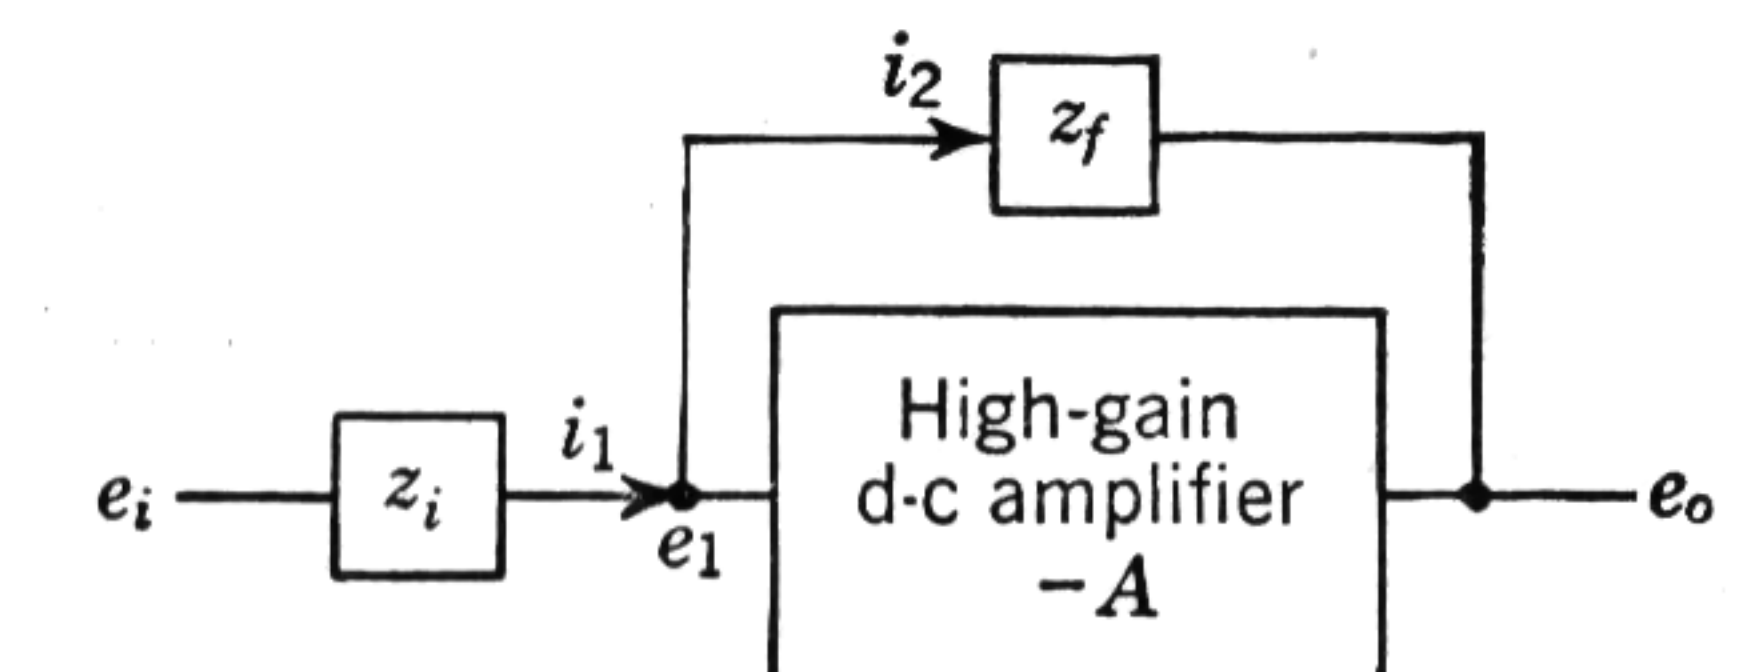 i2
zf
High-gain
i1
ei
zi
d-c amplifier
eo
e1
-A